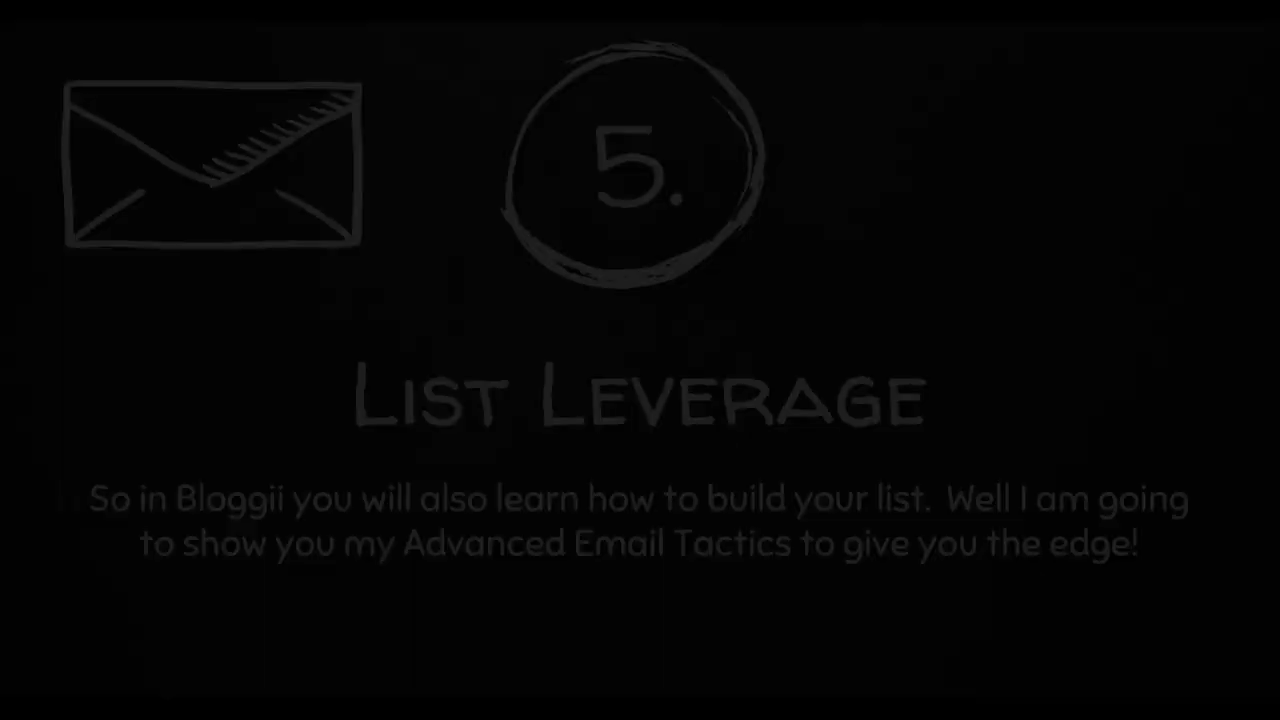 5.
List Leverage
So in Bloggii you will also learn how to build your list. Well I am going
to show you my Advanced Email Tactics to give you the edge!